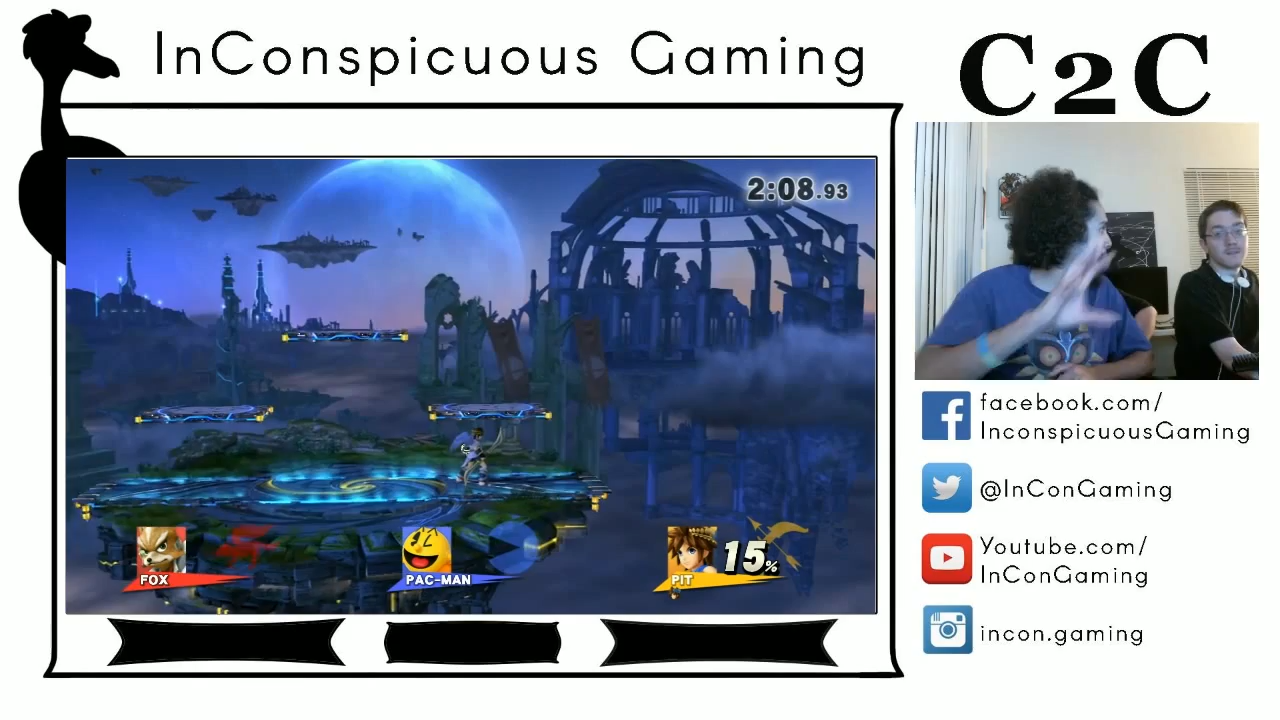 InConspicuous Gaming
C2C
2:08.93
facebook.com/
InconspicuousGaming
@InConGaming
Youtube.com/
InConGaming
incon.gaming
FOX
PAC-MAN
PIT
15%